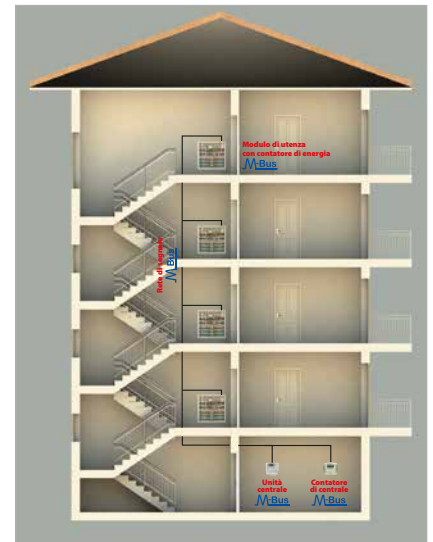 Modulo di utenza
con contatore di energia
M-Bus
Rete di segnale
M-Bus
Unità
centrale
M-Bus
Contatore
di centrale
M-Bus